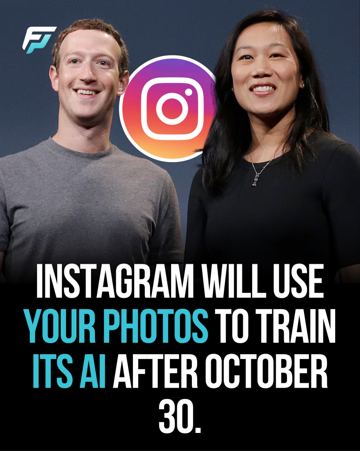 INSTAGRAM WILL USE
YOUR PHOTOS TO TRAIN
ITS AI AFTER OCTOBER
30.